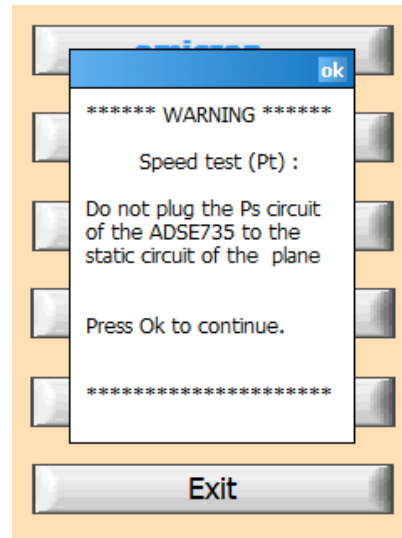 ok
****** WARNING ******
Speed test (Pt) :
Do not plug the Ps circuit
of the ADSE735 to the
static circuit of the  plane
Press Ok to continue.
*********************
Exit